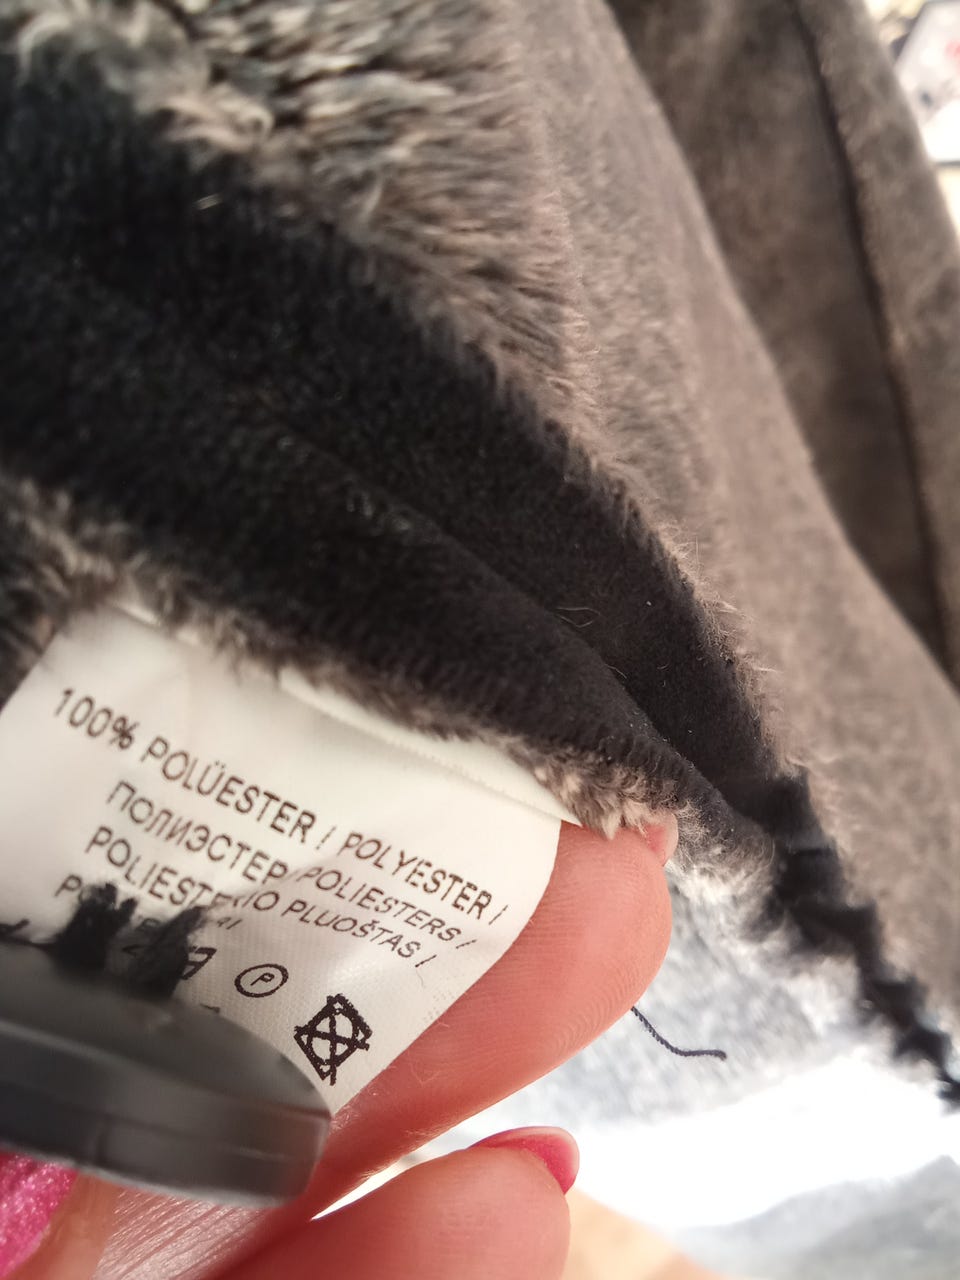 100% POLÜESTER / POLYESTER /
ПОЛИЭСТЕР / POLIESTERS /
POLIESTERIO PLUOŠTAS /
P